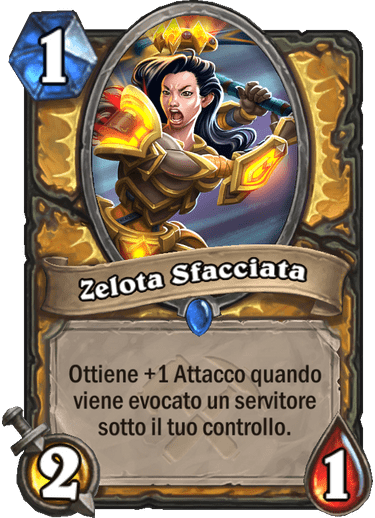 1
Zelota Sfacciata
Ottiene +1 Attacco quando
viene evocato un servitore
sotto il tuo controllo.
2
1